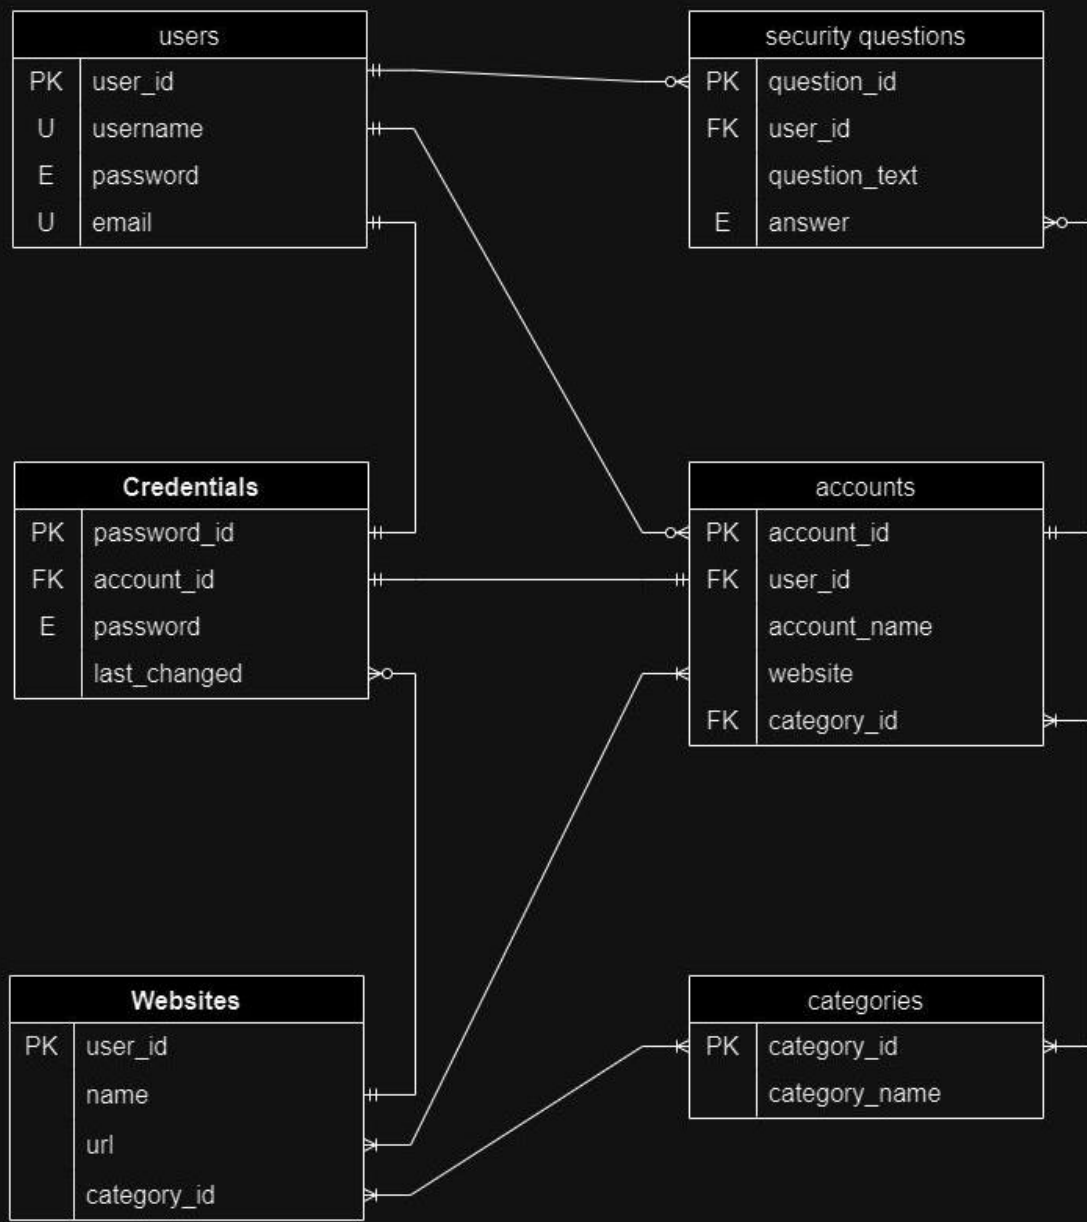 users
PK user_id
U username
E password
U email
security questions
PK question_id
FK user_id
question_text
E answer
Credentials
PK password_id
FK account_id
E password
last_changed
accounts
PK account_id
FK user_id
account_name
website
FK category_id
Websites
PK user_id
name
url
category_id
categories
PK category_id
category_name